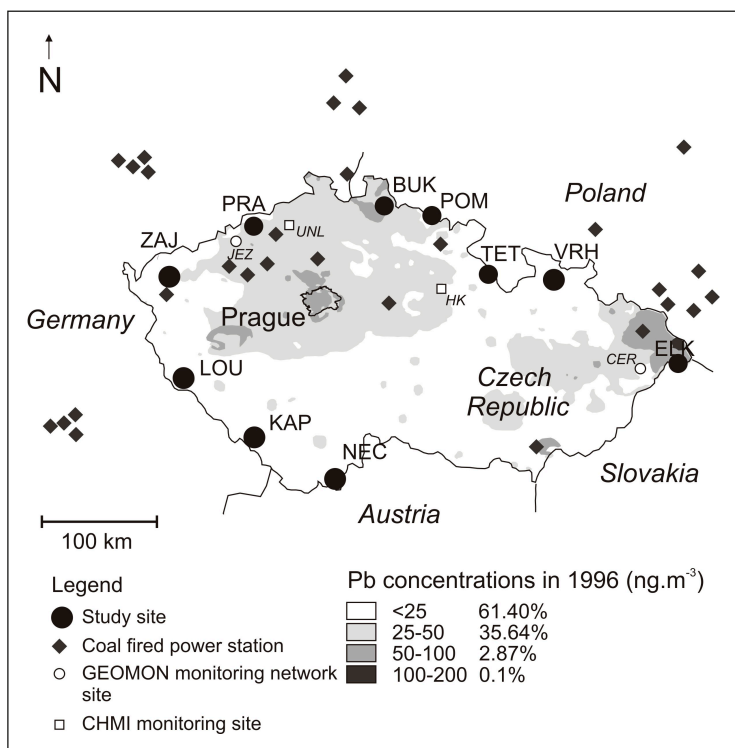 N
BUK
PRA
POM
Poland
UNL
ZAJ
JEZ
TET
VRH
HK
Germany
Prague
ELK
CER
LOU
Czech
Republic
KAP
NEC
Slovakia
Austria
100 km
Legend
Study site
Coal fired power station
GEOMON monitoring network
site
CHMI monitoring site
Pb concentrations in 1996 (ng.m⁻³)
<25 61.40%
25-50 35.64%
50-100 2.87%
100-200 0.1%